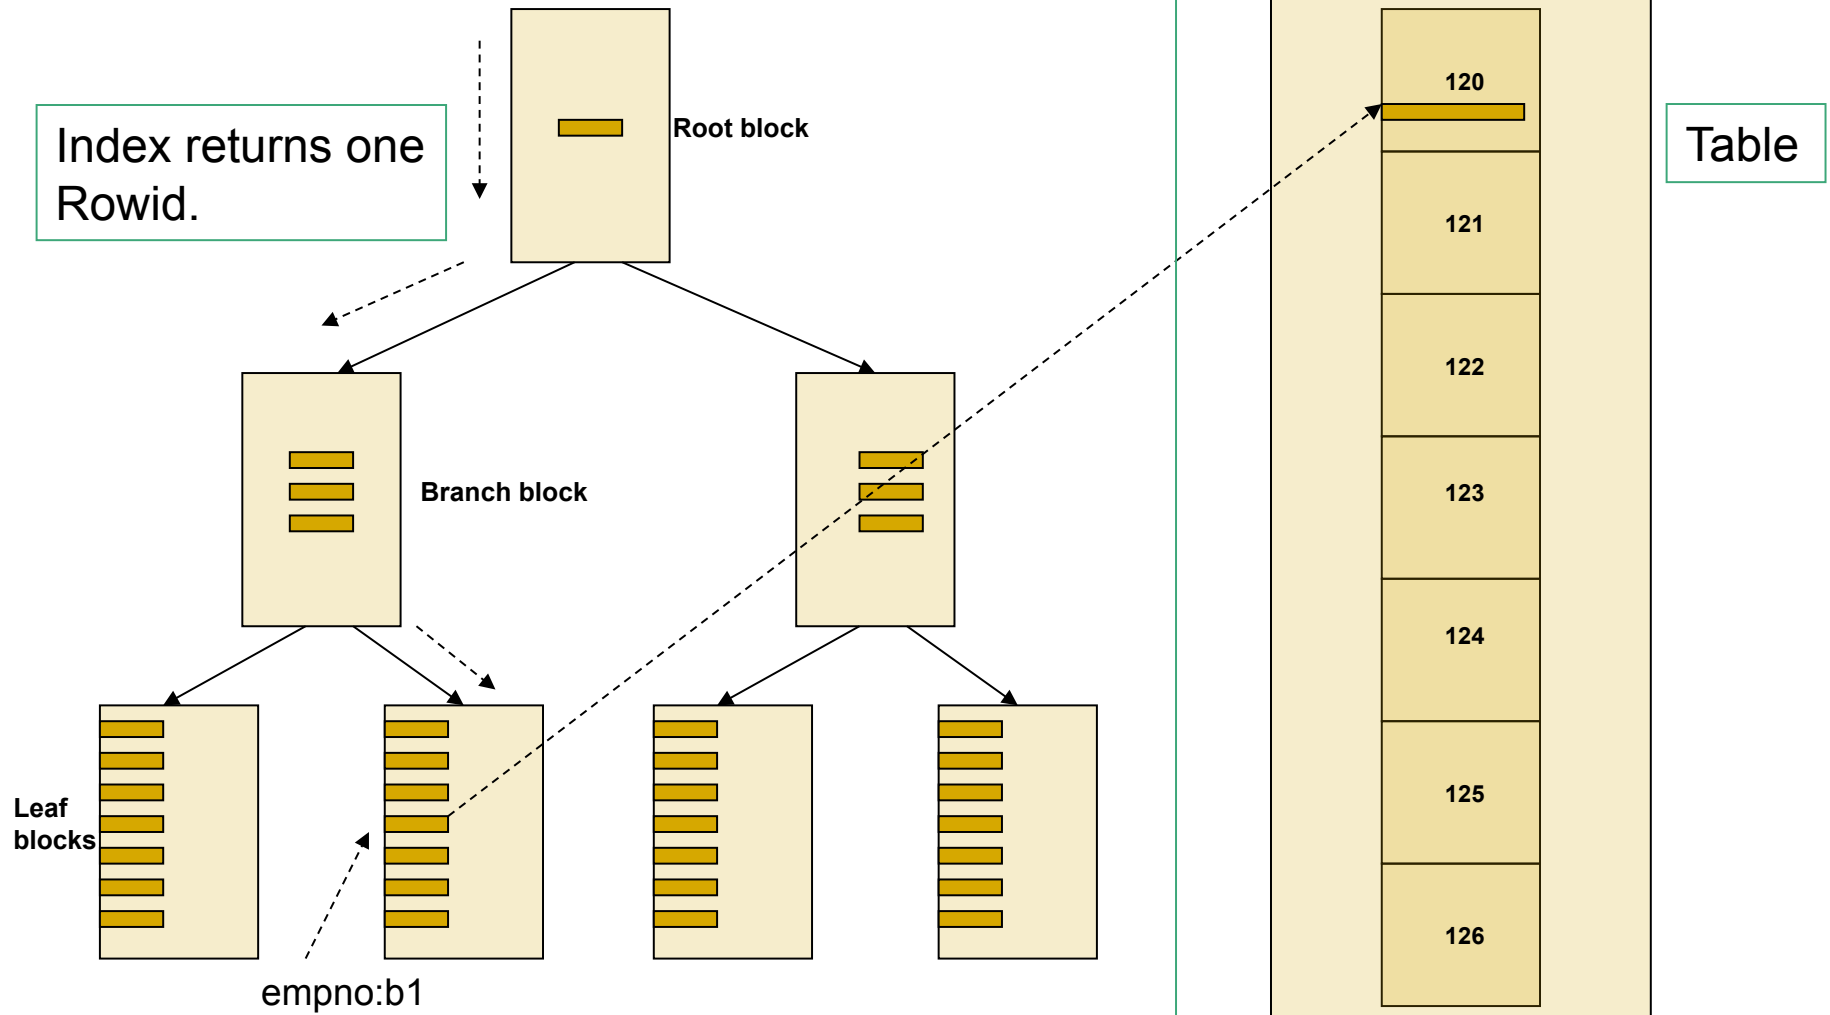 Index returns one
Rowid.
Root block
Branch block
Leaf
blocks
empno:b1
120
121
122
123
124
125
126
Table